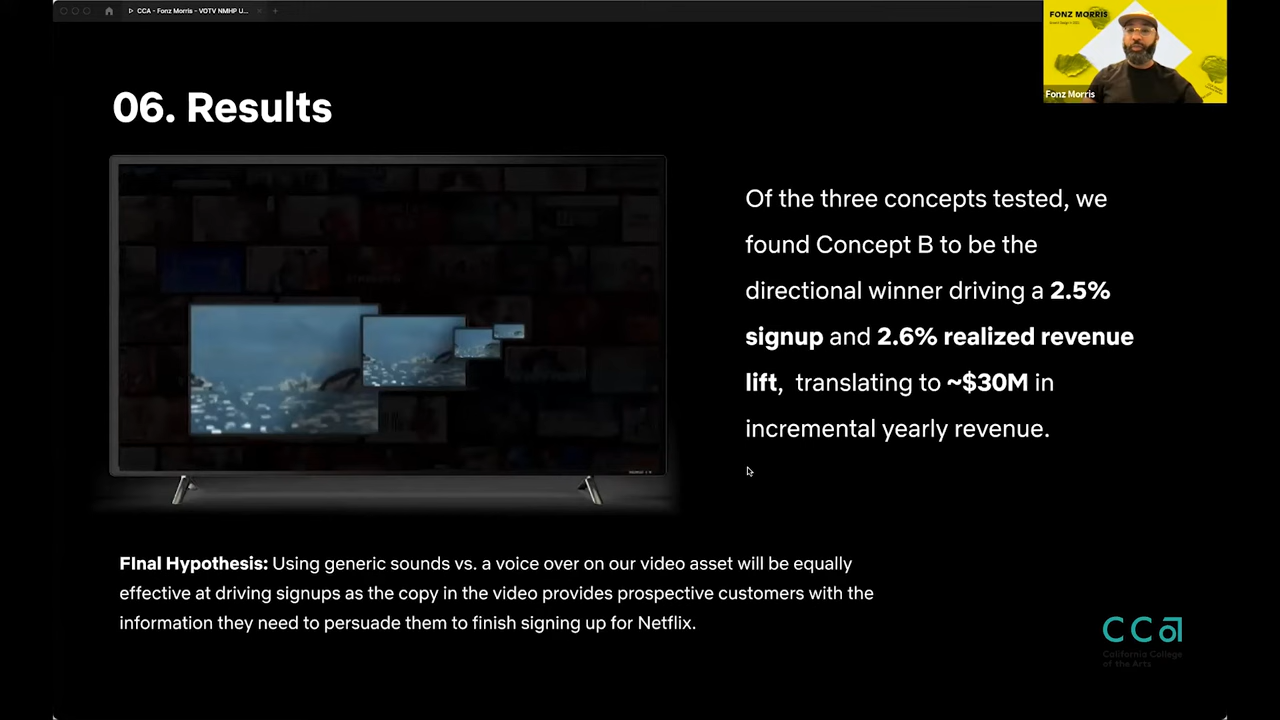 CCA - Fonz Morris - VOTV NMHP U...
FONZ MORRIS
Fonz Morris
06. Results
Of the three concepts tested, we
found Concept B to be the
directional winner driving a 2.5%
signup and 2.6% realized revenue
lift, translating to ~$30M in
incremental yearly revenue.
FInal Hypothesis: Using generic sounds vs. a voice over on our video asset will be equally
effective at driving signups as the copy in the video provides prospective customers with the
information they need to persuade them to finish signing up for Netflix.
CCA
California College
of the Arts